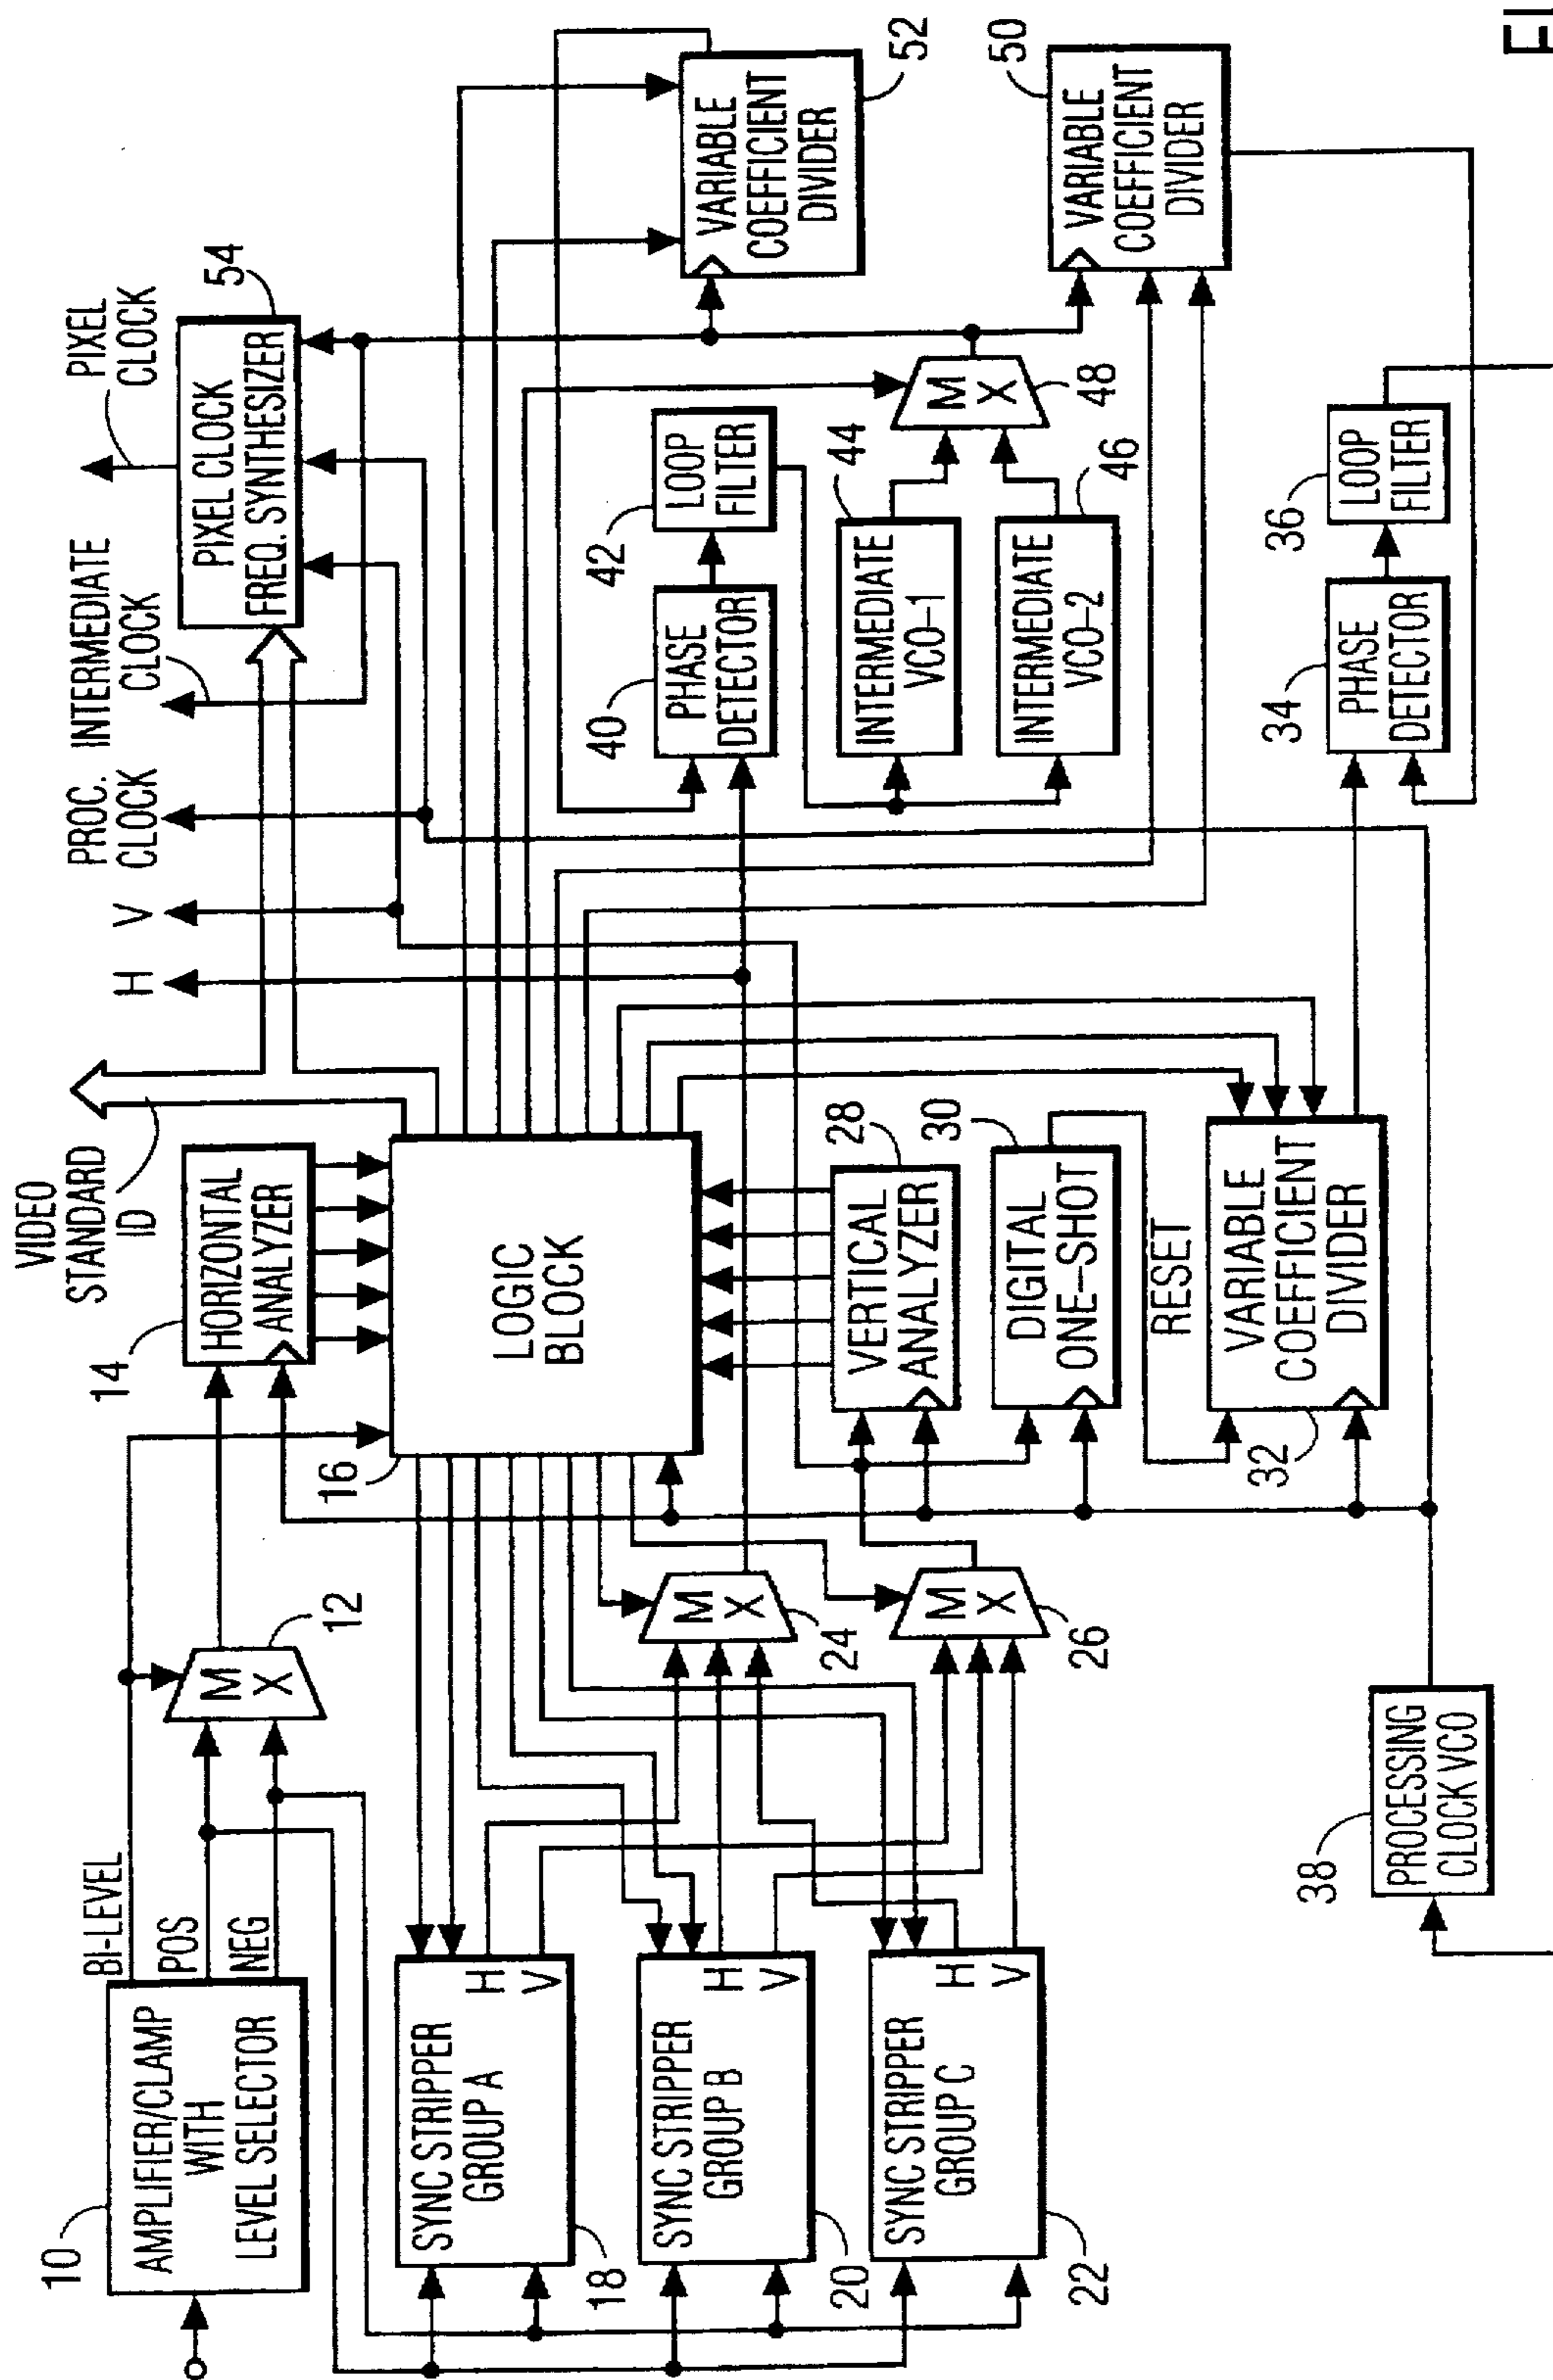 VIDEO
STANDARD
ID
H
V
PROC.
CLOCK
INTERMEDIATE
CLOCK
PIXEL
CLOCK
10
AMPLIFIER/CLAMP
WITH
LEVEL SELECTOR
BI-LEVEL
POS
NEG
M
X
12
14
HORIZONTAL
ANALYZER
PIXEL CLOCK
FREQ. SYNTHESIZER
54
16
LOGIC
BLOCK
SYNC STRIPPER
GROUP A
H
V
18
SYNC STRIPPER
GROUP B
H
V
20
SYNC STRIPPER
GROUP C
H
V
22
M
X
24
M
X
26
VERTICAL
ANALYZER
28
DIGITAL
ONE-SHOT
30
RESET
VARIABLE
COEFFICIENT
DIVIDER
32
40
PHASE
DETECTOR
42
LOOP
FILTER
INTERMEDIATE
VCO-1
44
INTERMEDIATE
VCO-2
46
M
X
48
VARIABLE
COEFFICIENT
DIVIDER
52
VARIABLE
COEFFICIENT
DIVIDER
50
34
PHASE
DETECTOR
36
LOOP
FILTER
38
PROCESSING
CLOCK VCO